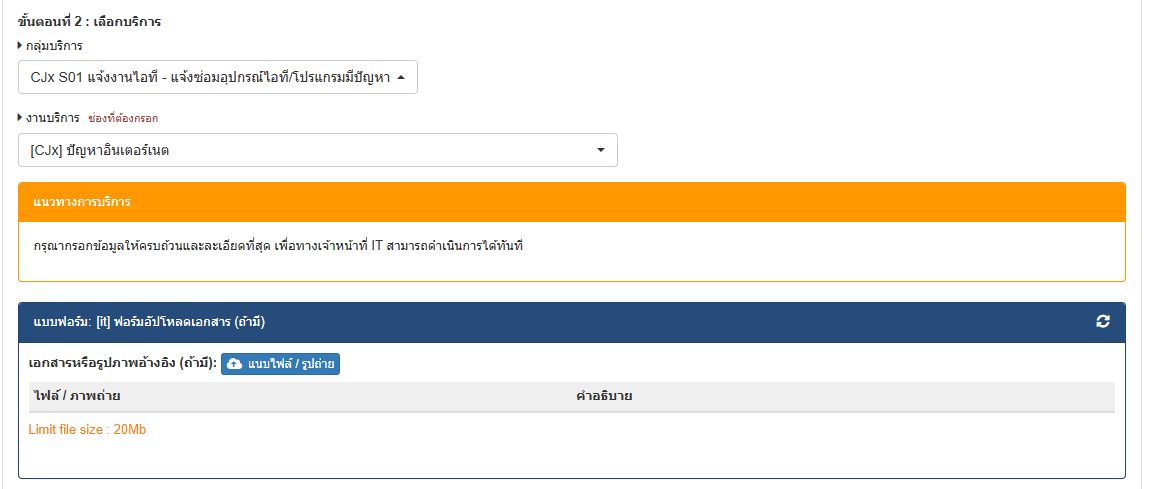 ขั้นตอนที่ 2 : เลือกบริการ
กลุ่มบริการ
CJx S01 แจ้งงานไอที - แจ้งซ่อมอุปกรณ์ไอที/โปรแกรมมีปัญหา
งานบริการ ช่องที่ต้องกรอก
[CJx] ปัญหาอินเตอร์เนต
แนวทางการบริการ
กรุณากรอกข้อมูลให้ครบถ้วนและละเอียดที่สุด เพื่อทางเจ้าหน้าที่ IT สามารถดำเนินการได้ทันที
แบบฟอร์ม: [it] ฟอร์มอัปโหลดเอกสาร (ถ้ามี)
เอกสารหรือรูปภาพอ้างอิง (ถ้ามี): แนบไฟล์ / รูปถ่าย
ไฟล์ / ภาพถ่าย คำอธิบาย
Limit file size : 20Mb